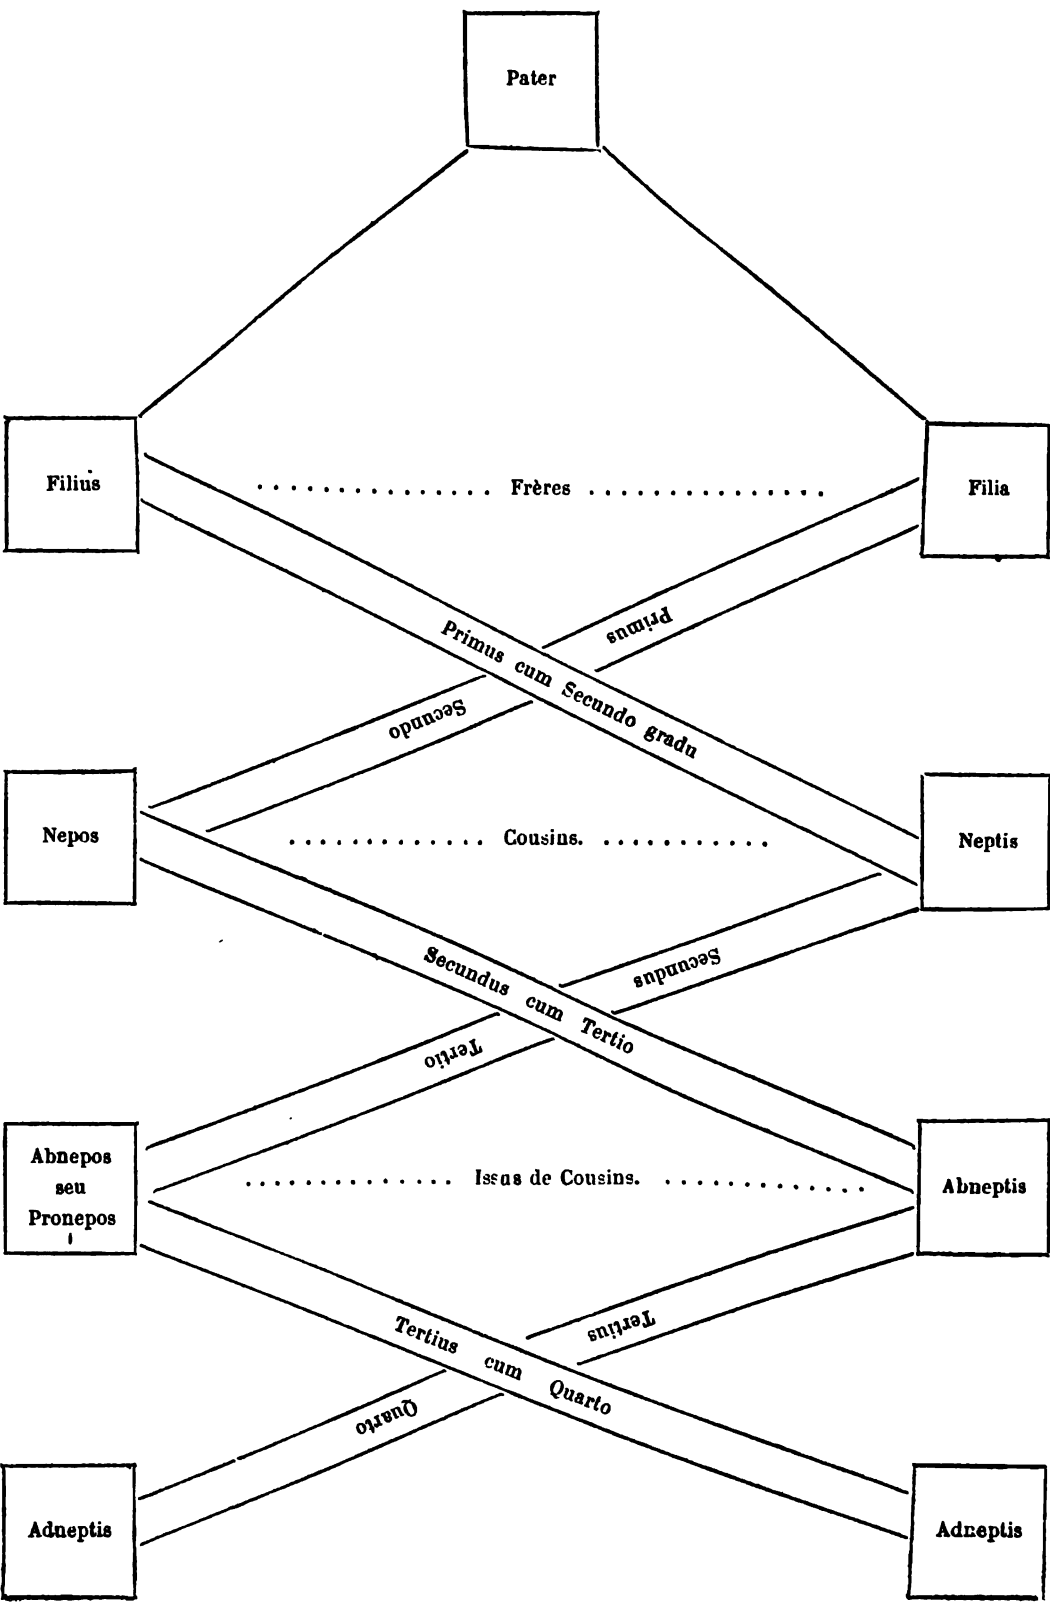 Pater
Filius
Frères
Filia
Primus
Primus cum Secundo gradu
Secundo
Nepos
Cousins.
Neptis
Secundus
Secundus cum Tertio
Tertio
Abnepos
seu
Pronepos
Issus de Cousins.
Abneptis
Tertius
Tertius cum Quarto
Quarto
Adneptis
Adneptis